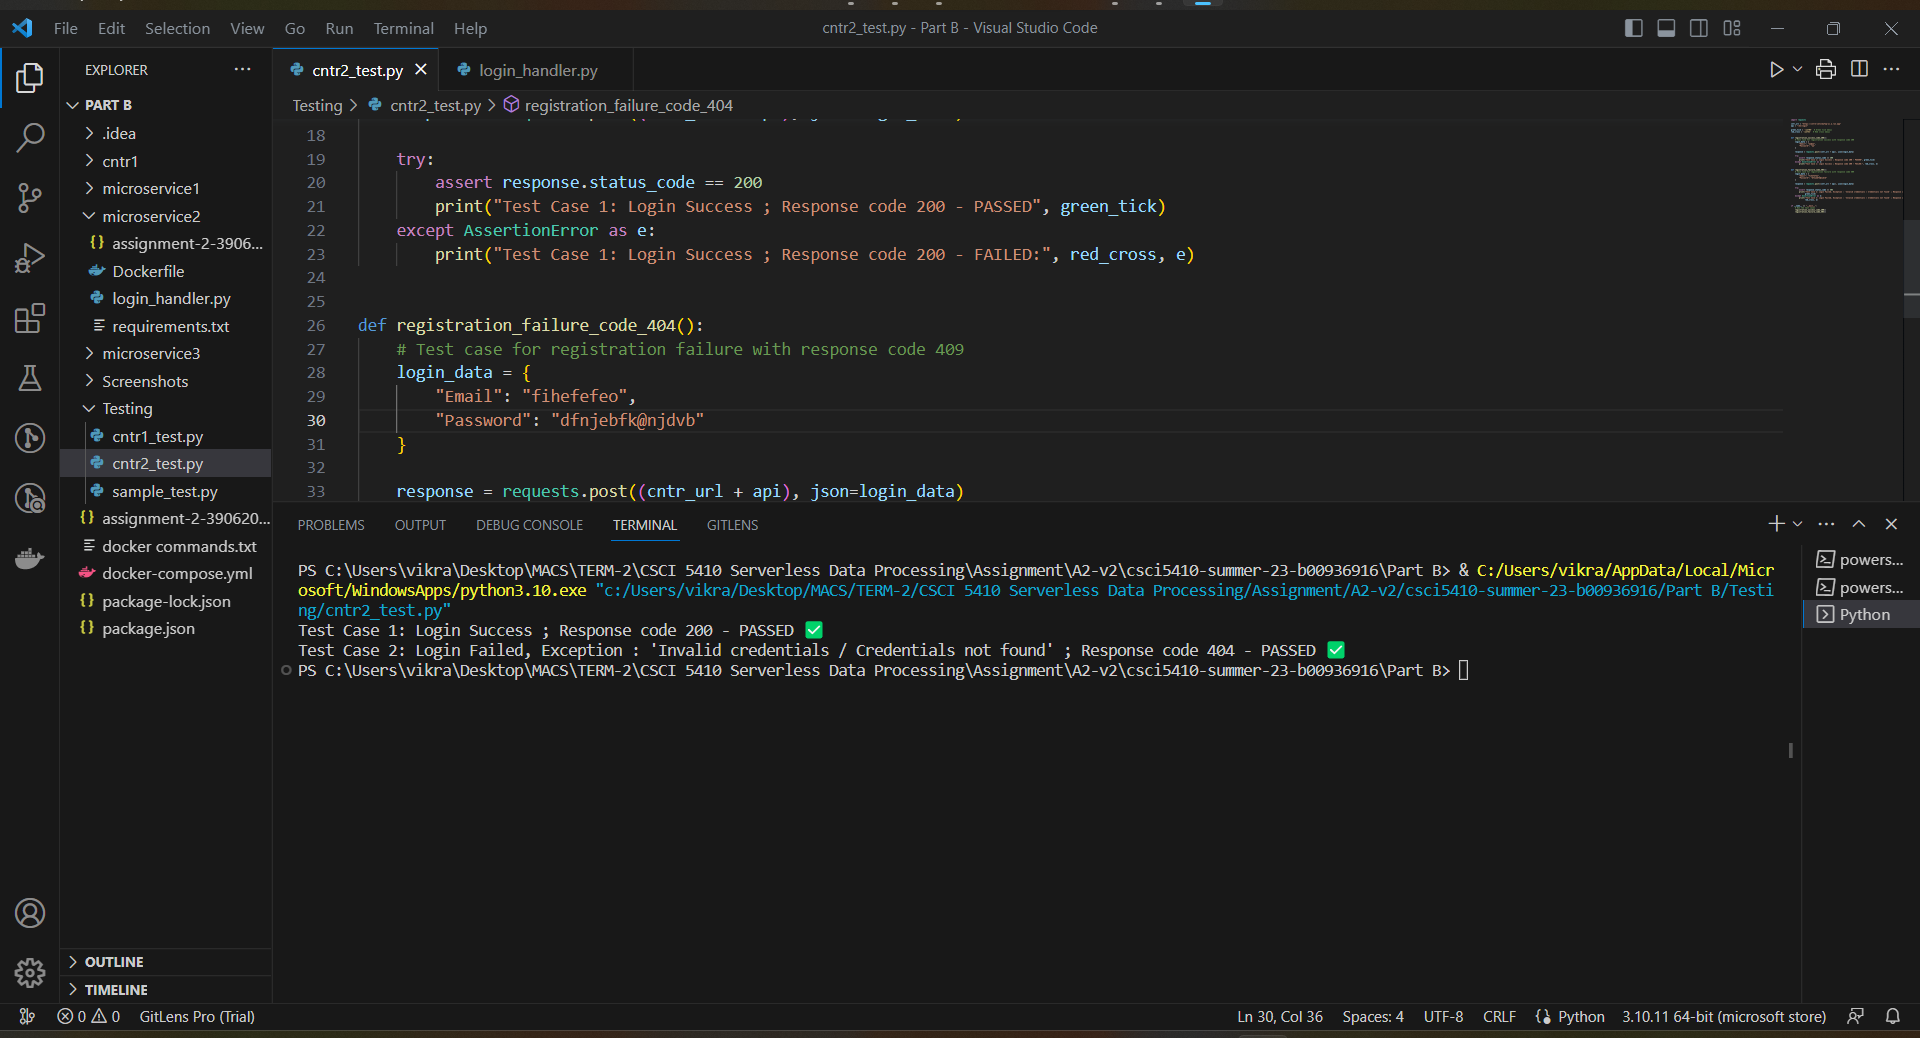 File Edit Selection View Go Run Terminal Help
cntr2_test.py - Part B - Visual Studio Code
EXPLORER
PART B
.idea
cntr1
microservice1
microservice2
assignment-2-3906...
Dockerfile
login_handler.py
requirements.txt
microservice3
Screenshots
Testing
cntr1_test.py
cntr2_test.py
sample_test.py
assignment-2-390620...
docker commands.txt
docker-compose.yml
package-lock.json
package.json
OUTLINE
TIMELINE
cntr2_test.py
login_handler.py
Testing > cntr2_test.py > registration_failure_code_404
18
19 try:
20 assert response.status_code == 200
21 print("Test Case 1: Login Success ; Response code 200 - PASSED", green_tick)
22 except AssertionError as e:
23 print("Test Case 1: Login Success ; Response code 200 - FAILED:", red_cross, e)
24
25
26 def registration_failure_code_404():
27 # Test case for registration failure with response code 409
28 login_data = {
29 "Email": "fihefefeo",
30 "Password": "dfnjebfk@njdvb"
31 }
32
33 response = requests.post((cntr_url + api), json=login_data)
PROBLEMS OUTPUT DEBUG CONSOLE TERMINAL GITLENS
PS C:\Users\vikra\Desktop\MACS\TERM-2\CSCI 5410 Serverless Data Processing\Assignment\A2-v2\csci5410-summer-23-b00936916\Part B> & C:/Users/vikra/AppData/Local/Micr
osoft/WindowsApps/python3.10.exe "c:/Users/vikra/Desktop/MACS/TERM-2/CSCI 5410 Serverless Data Processing/Assignment/A2-v2/csci5410-summer-23-b00936916/Part B/Testi
ng/cntr2_test.py"
Test Case 1: Login Success ; Response code 200 - PASSED ✅
Test Case 2: Login Failed, Exception : 'Invalid credentials / Credentials not found' ; Response code 404 - PASSED ✅
PS C:\Users\vikra\Desktop\MACS\TERM-2\CSCI 5410 Serverless Data Processing\Assignment\A2-v2\csci5410-summer-23-b00936916\Part B>
powers...
powers...
Python
0 0 GitLens Pro (Trial)
Ln 30, Col 36 Spaces: 4 UTF-8 CRLF Python 3.10.11 64-bit (microsoft store)